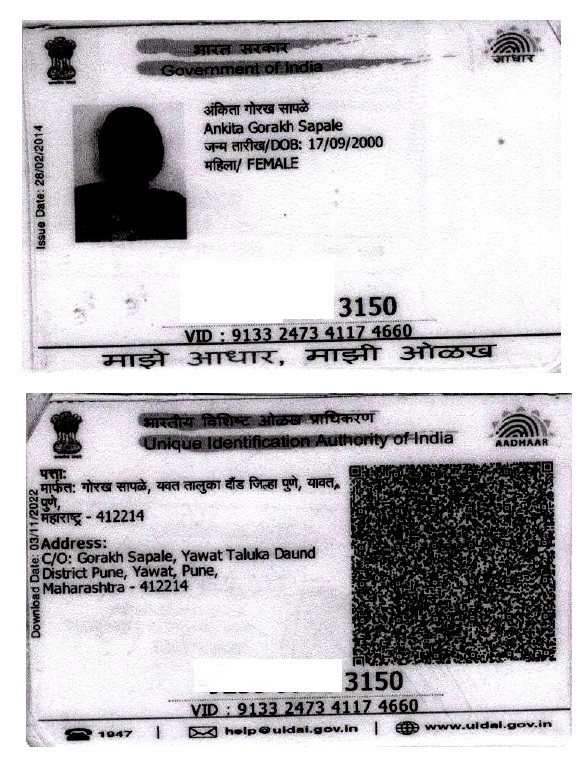 भारत सरकार
Government of India
आधार
Issue Date: 28/02/2014
अंकिता गोरख सापळे
Ankita Gorakh Sapale
जन्म तारीख/DOB: 17/09/2000
महिला/ FEMALE
3150
VID : 9133 2473 4117 4660
माझे आधार, माझी ओळख
भारतीय विशिष्ट ओळख प्राधिकरण
Unique Identification Authority of India
AADHAAR
Download Date: 03/11/2022
पत्ता:
मार्फत: गोरख सापळे, यवत तालुका दौंड जिल्हा पुणे, यावत,
पुणे,
महाराष्ट्र - 412214
Address:
C/O: Gorakh Sapale, Yawat Taluka Daund
District Pune, Yawat, Pune,
Maharashtra - 412214
3150
VID : 9133 2473 4117 4660
1947 | help@uidai.gov.in | www.uidai.gov.in